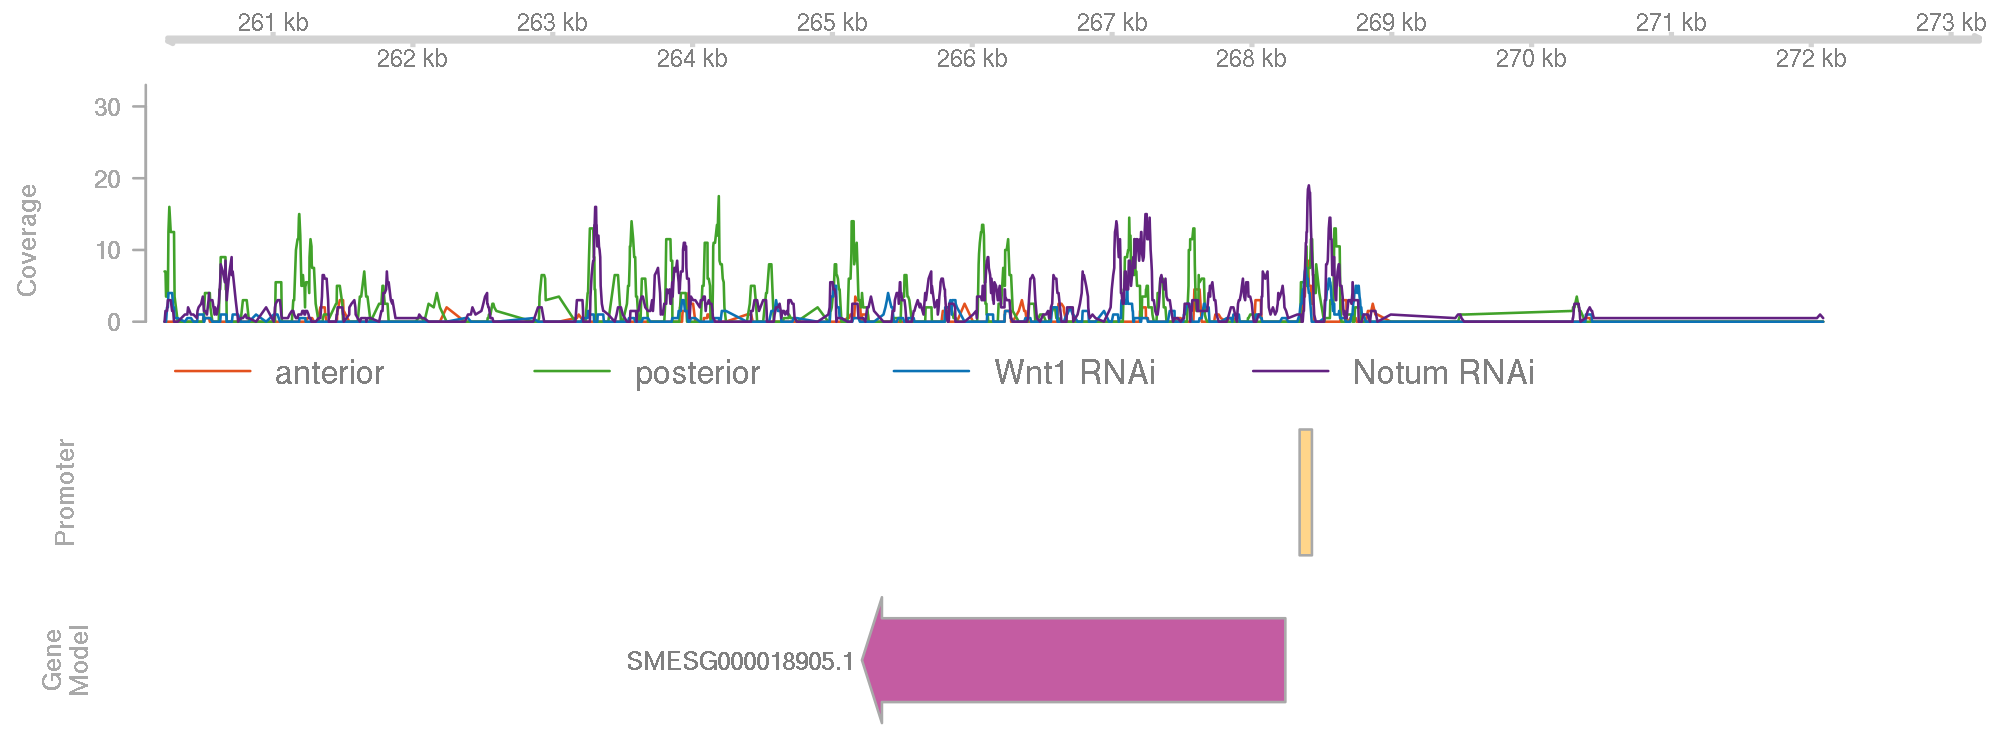 261 kb 263 kb 265 kb 267 kb 269 kb 271 kb 273 kb
262 kb 264 kb 266 kb 268 kb 270 kb 272 kb
Coverage
30
20
10
0
anterior posterior Wnt1 RNAi Notum RNAi
Promoter
Gene
Model
SMESG000018905.1